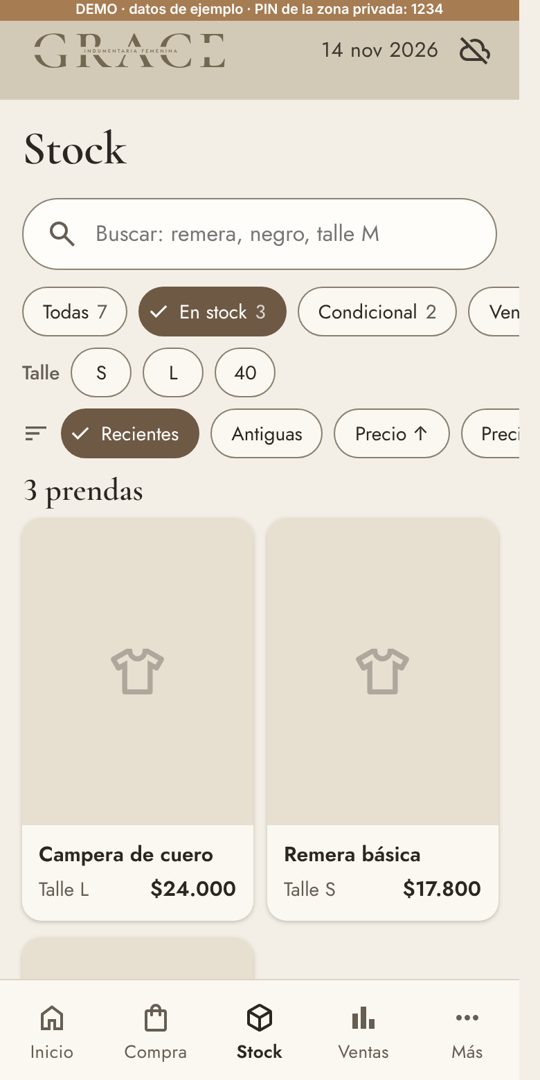 DEMO · datos de ejemplo · PIN de la zona privada: 1234
GRACE
INDUMENTARIA FEMENINA
14 nov 2026
Stock
Buscar: remera, negro, talle M
Todas 7
En stock 3
Condicional 2
Ven
Talle
S
L
40
Recientes
Antiguas
Precio ↑
Preci
3 prendas
Campera de cuero
Talle L $24.000
Remera básica
Talle S $17.800
Inicio
Compra
Stock
Ventas
Más